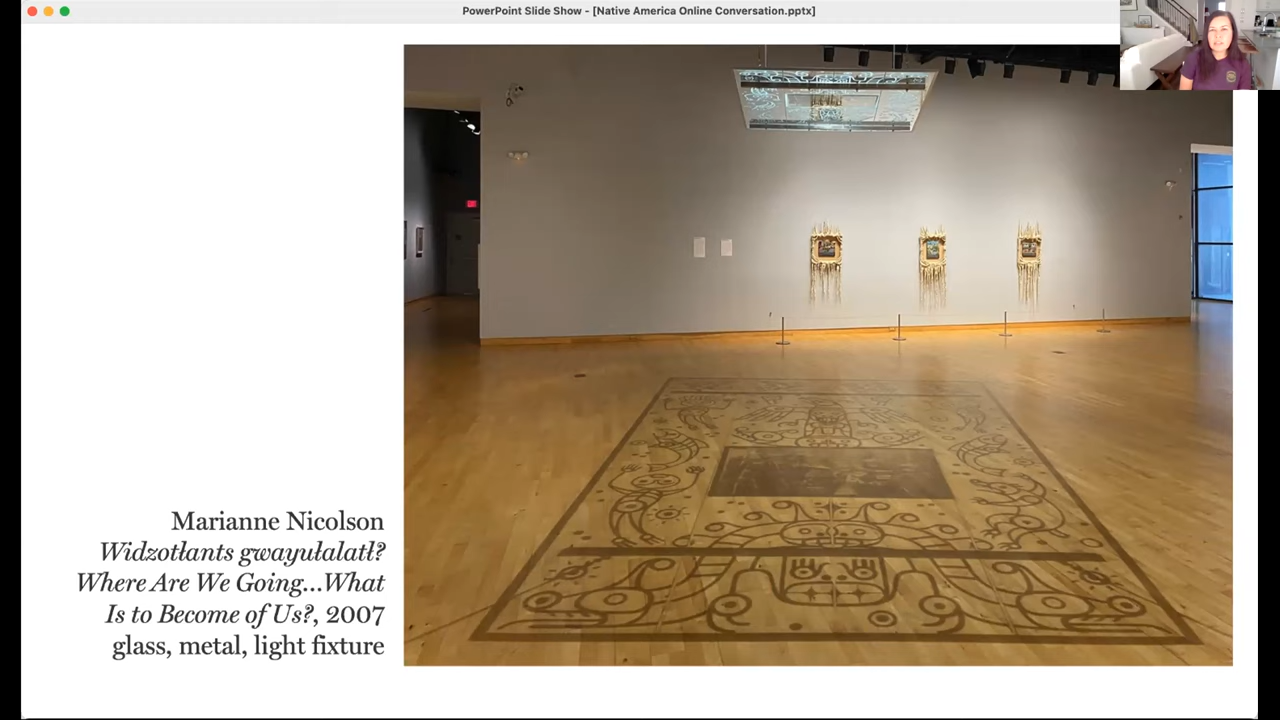 PowerPoint Slide Show - [Native America Online Conversation.pptx]
Marianne Nicolson
Widzotłants gwayułalatł?
Where Are We Going...What
Is to Become of Us?, 2007
glass, metal, light fixture